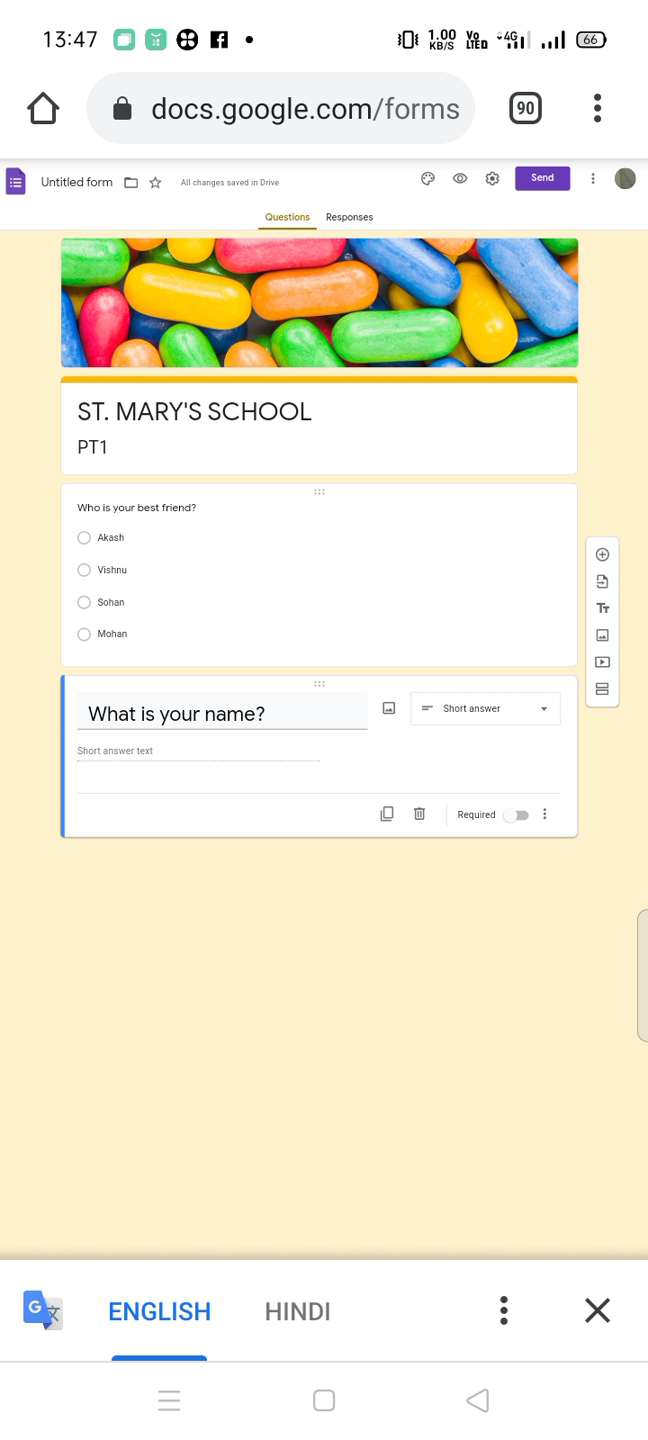 13:47 1.00 KB/S Vo LTED 4G 66
docs.google.com/forms 90
Untitled form All changes saved in Drive Send
Questions Responses
ST. MARY'S SCHOOL
PT1
Who is your best friend?
Akash
Vishnu
Sohan
Mohan
What is your name? Short answer
Short answer text
Required
ENGLISH HINDI